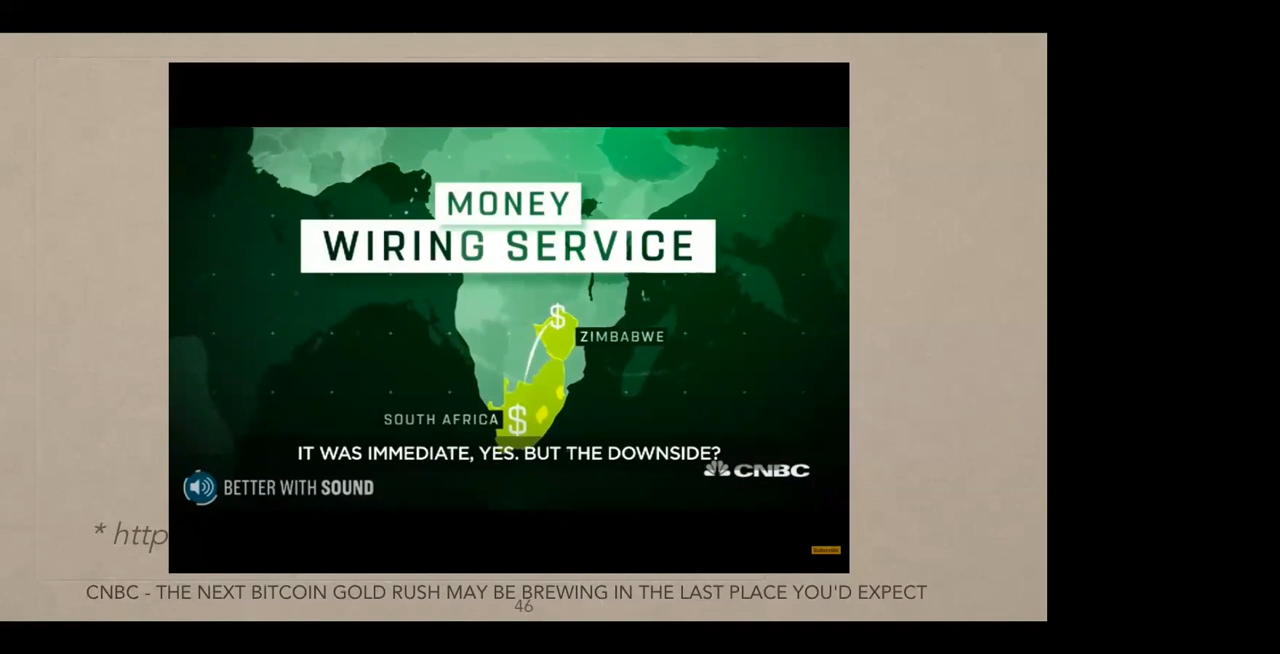 MONEY
WIRING SERVICE
$
ZIMBABWE
SOUTH AFRICA
$
IT WAS IMMEDIATE, YES. BUT THE DOWNSIDE?
CNBC
BETTER WITH SOUND
* http
Subscribe
CNBC - THE NEXT BITCOIN GOLD RUSH MAY BE BREWING IN THE LAST PLACE YOU'D EXPECT
46